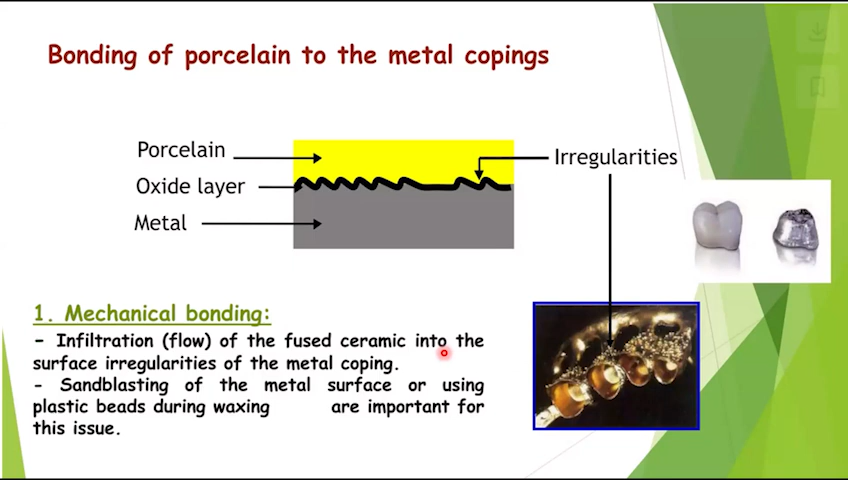 Bonding of porcelain to the metal copings
Porcelain
Oxide layer
Metal
Irregularities
1. Mechanical bonding:
- Infiltration (flow) of the fused ceramic into the
surface irregularities of the metal coping.
- Sandblasting of the metal surface or using
plastic beads during waxing are important for
this issue.